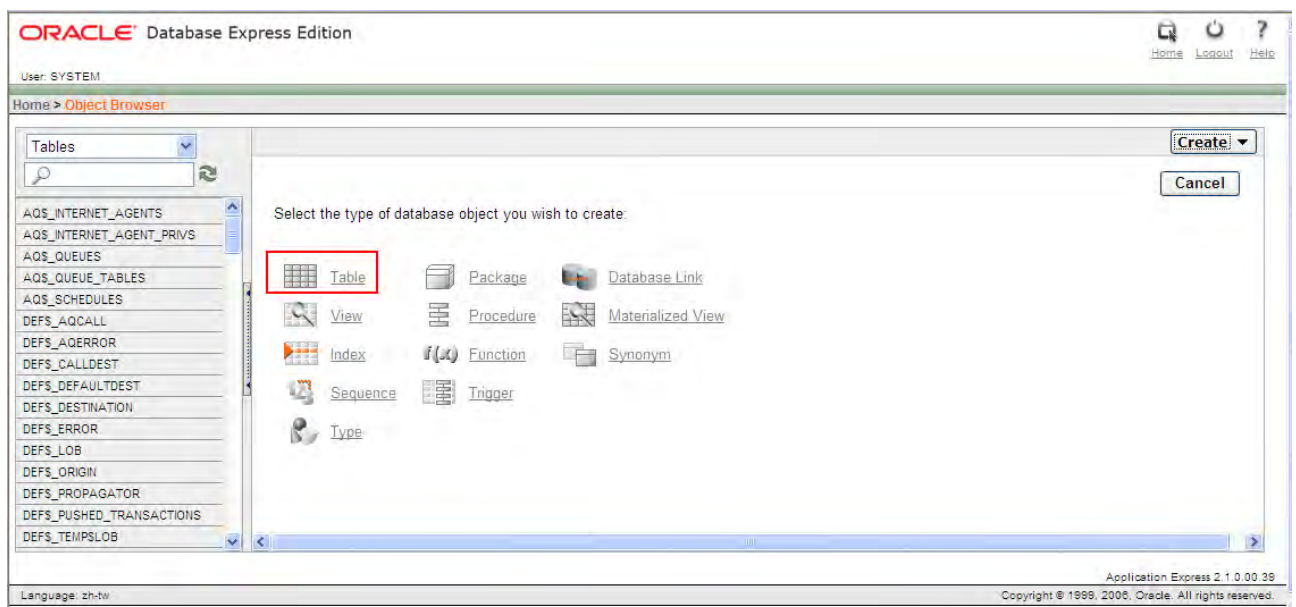 ORACLE® Database Express Edition
Home Logout Help
User: SYSTEM
Home > Object Browser
Tables
Create
Cancel
Select the type of database object you wish to create:
AQ$_INTERNET_AGENTS
AQ$_INTERNET_AGENT_PRIVS
AQ$_QUEUES
AQ$_QUEUE_TABLES
AQ$_SCHEDULES
DEF$_AQCALL
DEF$_AQERROR
DEF$_CALLDEST
DEF$_DEFAULTDEST
DEF$_DESTINATION
DEF$_ERROR
DEF$_LOB
DEF$_ORIGIN
DEF$_PROPAGATOR
DEF$_PUSHED_TRANSACTIONS
DEF$_TEMP$LOB
Table Package Database Link
View Procedure Materialized View
Index f(x) Function Synonym
Sequence Trigger
Type
Application Express 2.1.0.00.39
Language: zh-tw
Copyright © 1999, 2006, Oracle. All rights reserved.